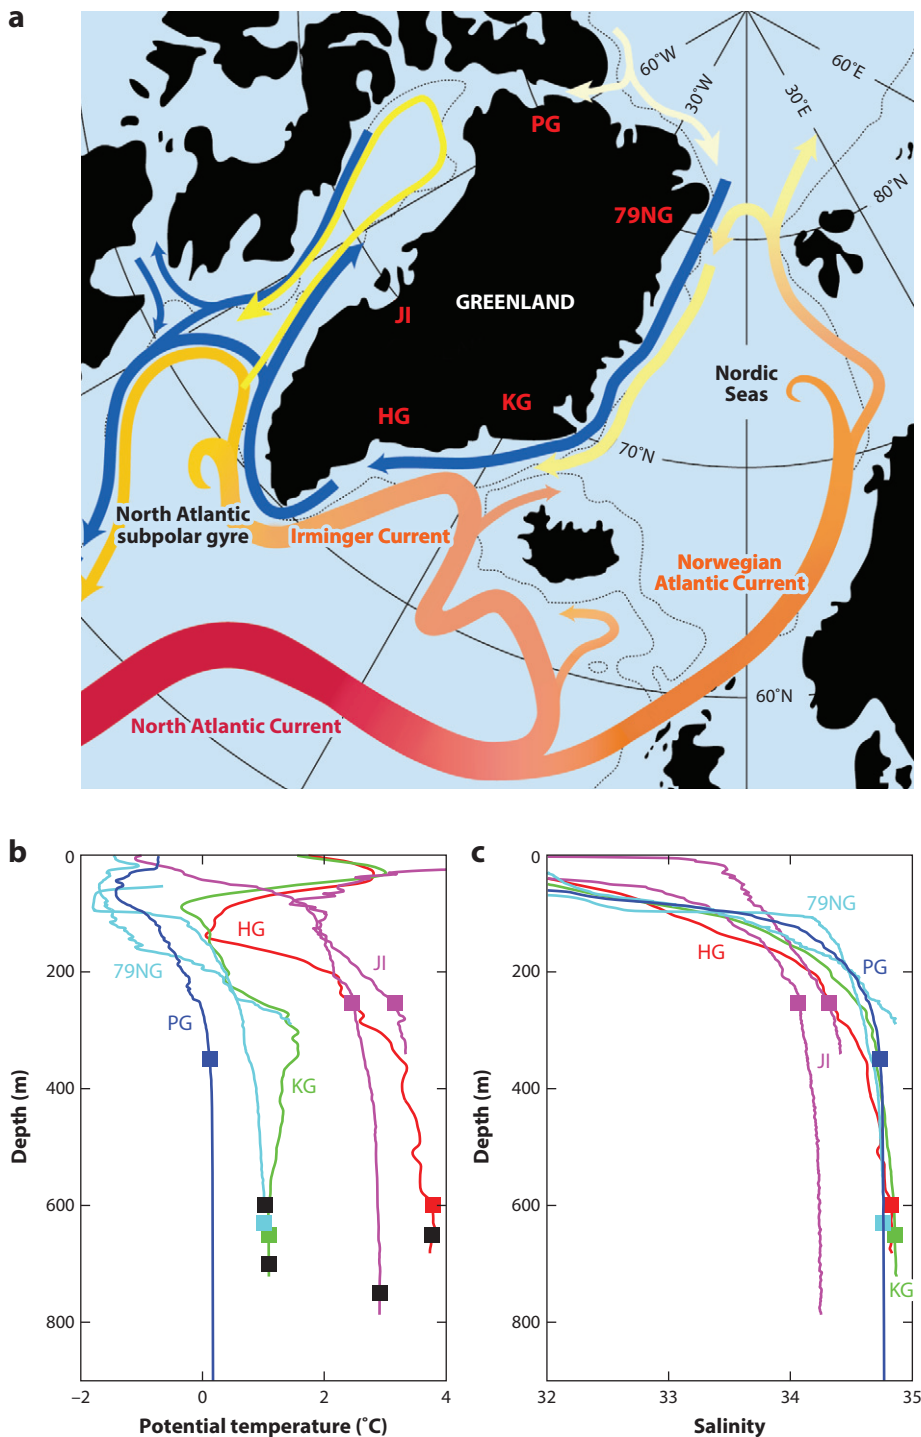 a
60˚W
30˚W
60˚E
30˚E
80˚N
PG
79NG
GREENLAND
JI
Nordic
Seas
KG
HG
70˚N
North Atlantic
subpolar gyre
Irminger Current
Norwegian
Atlantic Current
60˚N
North Atlantic Current
b
0
200
400
600
800
Depth (m)
HG
79NG
JI
PG
KG
−2
0
2
4
Potential temperature (˚C)
c
0
200
400
600
800
Depth (m)
79NG
HG
PG
JI
KG
32
33
34
35
Salinity